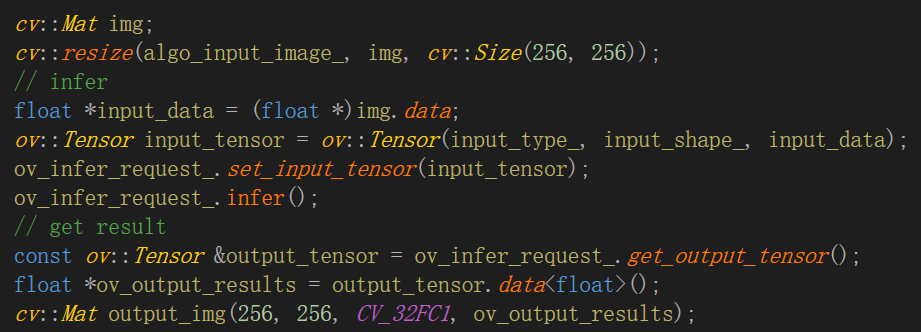 cv::Mat img;
cv::resize(algo_input_image_, img, cv::Size(256, 256));
// infer
float *input_data = (float *)img.data;
ov::Tensor input_tensor = ov::Tensor(input_type_, input_shape_, input_data);
ov_infer_request_.set_input_tensor(input_tensor);
ov_infer_request_.infer();
// get result
const ov::Tensor &output_tensor = ov_infer_request_.get_output_tensor();
float *ov_output_results = output_tensor.data<float>();
cv::Mat output_img(256, 256, CV_32FC1, ov_output_results);